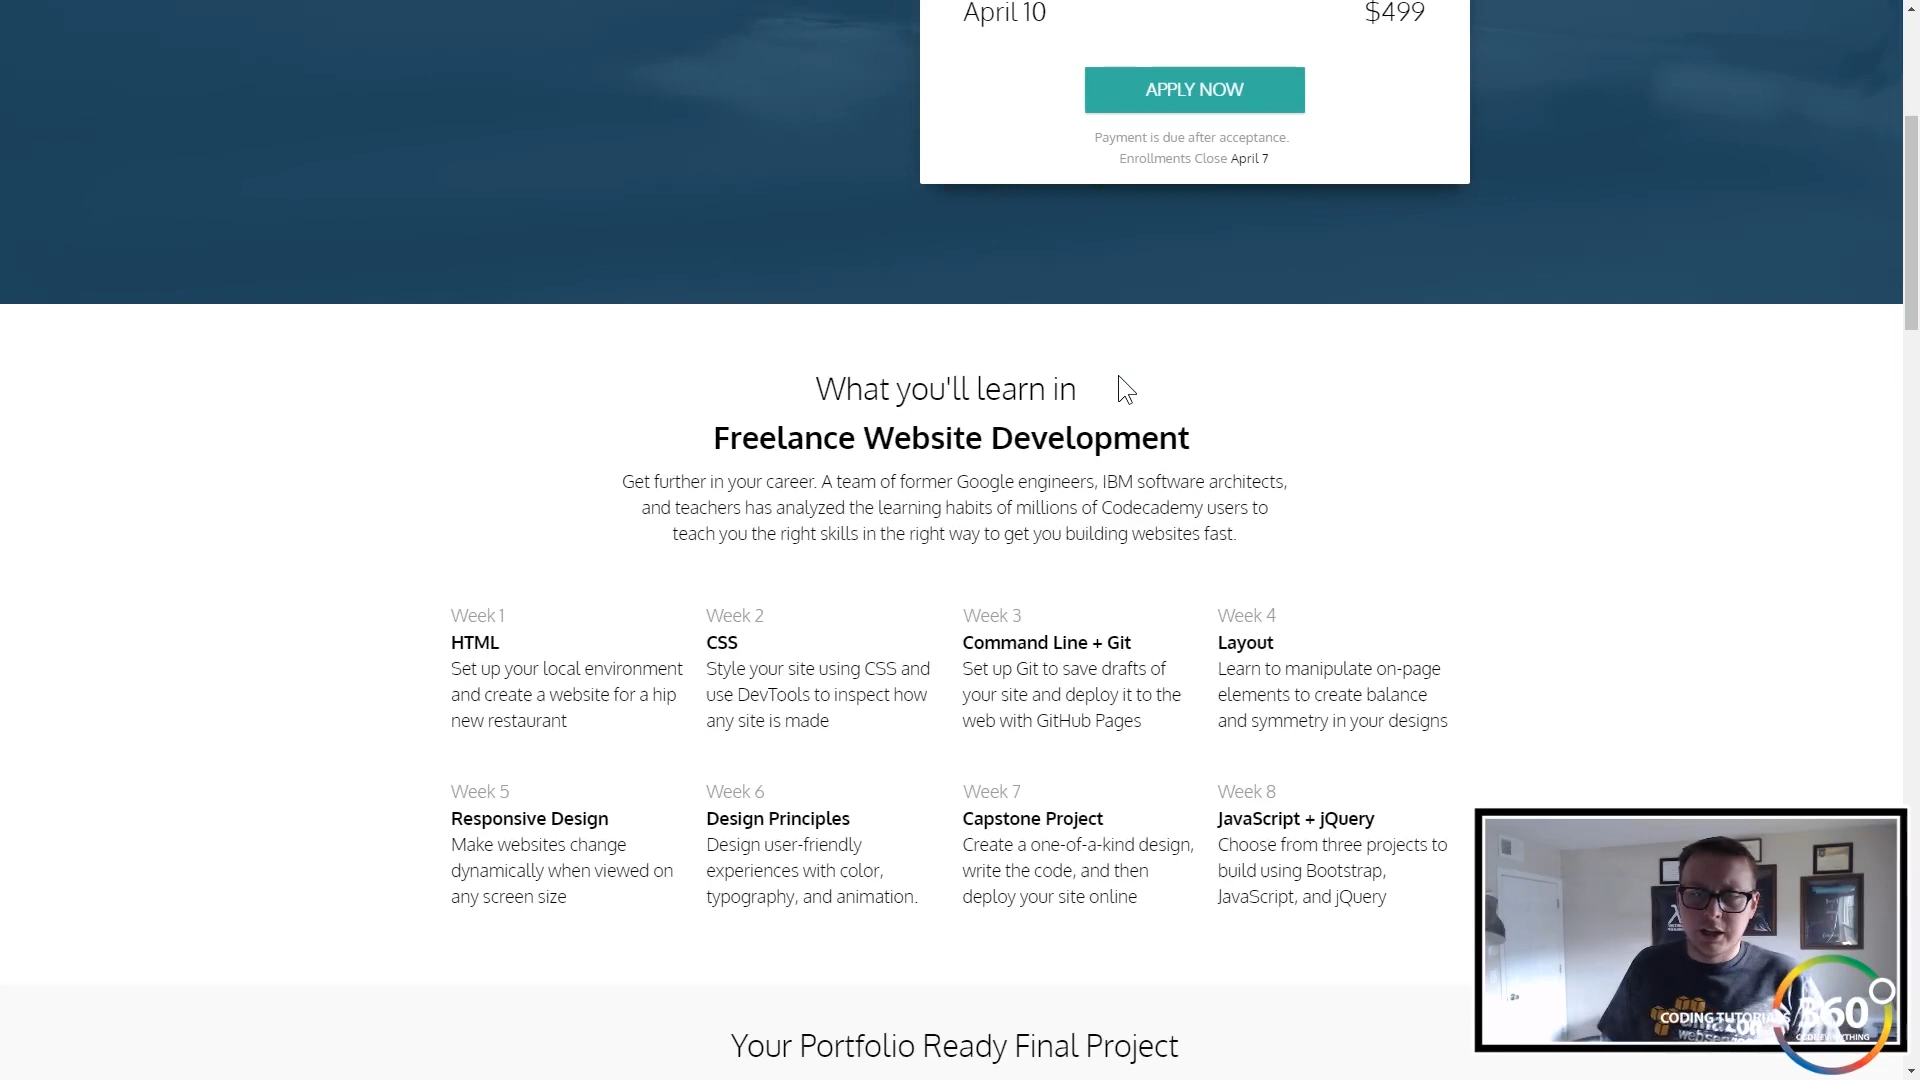 April 10
$499
APPLY NOW
Payment is due after acceptance.
Enrollments Close April 7
What you'll learn in
Freelance Website Development
Get further in your career. A team of former Google engineers, IBM software architects,
and teachers has analyzed the learning habits of millions of Codecademy users to
teach you the right skills in the right way to get you building websites fast.
Week 1
HTML
Set up your local environment
and create a website for a hip
new restaurant
Week 2
CSS
Style your site using CSS and
use DevTools to inspect how
any site is made
Week 3
Command Line + Git
Set up Git to save drafts of
your site and deploy it to the
web with GitHub Pages
Week 4
Layout
Learn to manipulate on-page
elements to create balance
and symmetry in your designs
Week 5
Responsive Design
Make websites change
dynamically when viewed on
any screen size
Week 6
Design Principles
Design user-friendly
experiences with color,
typography, and animation.
Week 7
Capstone Project
Create a one-of-a-kind design,
write the code, and then
deploy your site online
Week 8
JavaScript + jQuery
Choose from three projects to
build using Bootstrap,
JavaScript, and jQuery
Your Portfolio Ready Final Project
CODING TUTORIALS 360